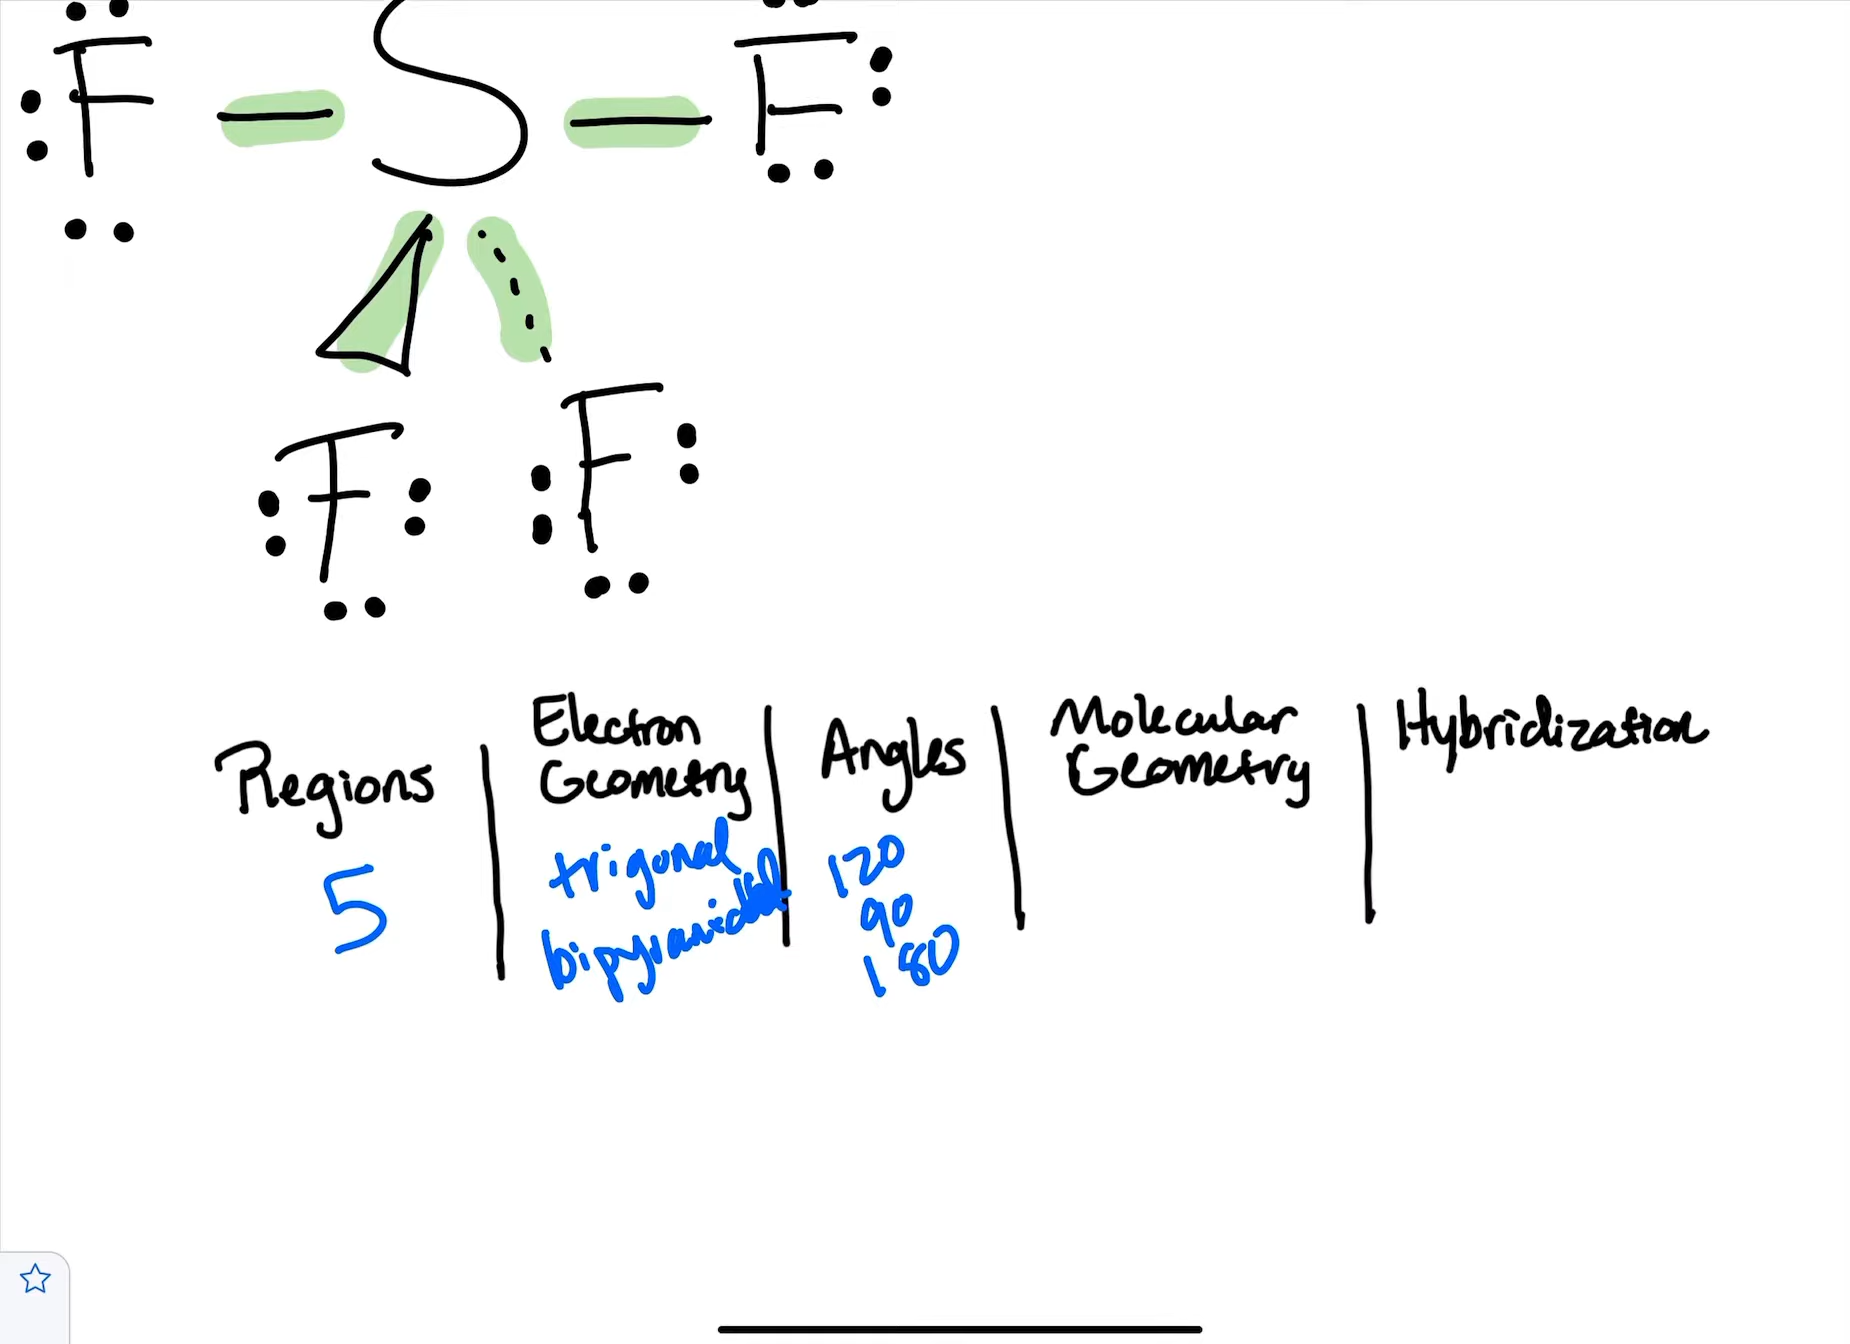 F S F
F F
Regions Electron Geometry Angles Molecular Geometry Hybridization
5 trigonal bipyramidal 120 90 180